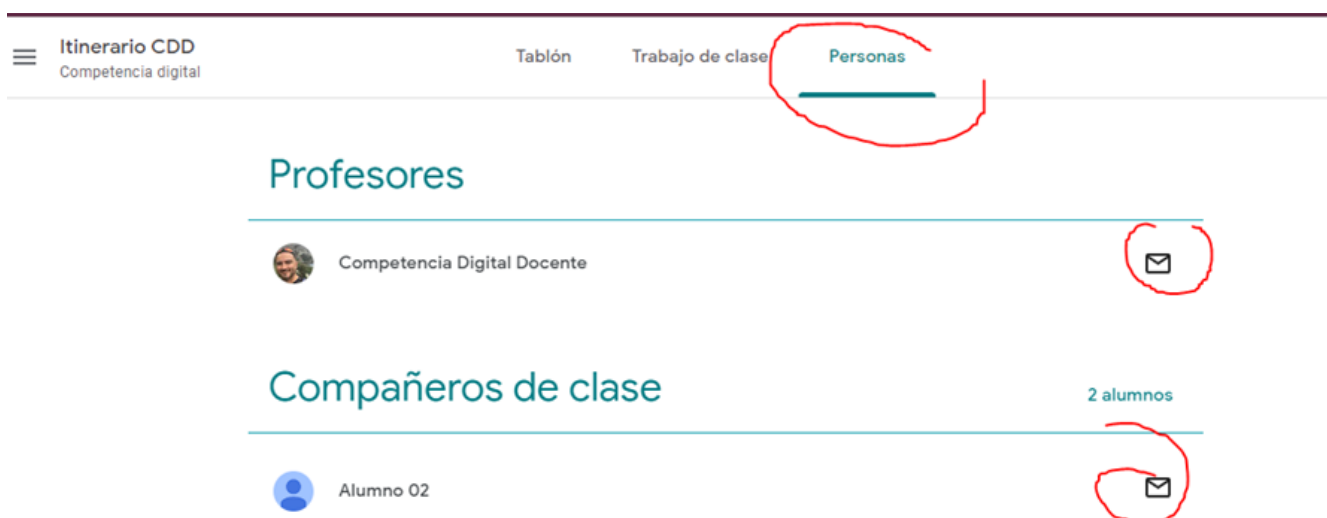 Itinerario CDD
Competencia digital
Tablón Trabajo de clase Personas
Profesores
Competencia Digital Docente
Compañeros de clase 2 alumnos
Alumno 02